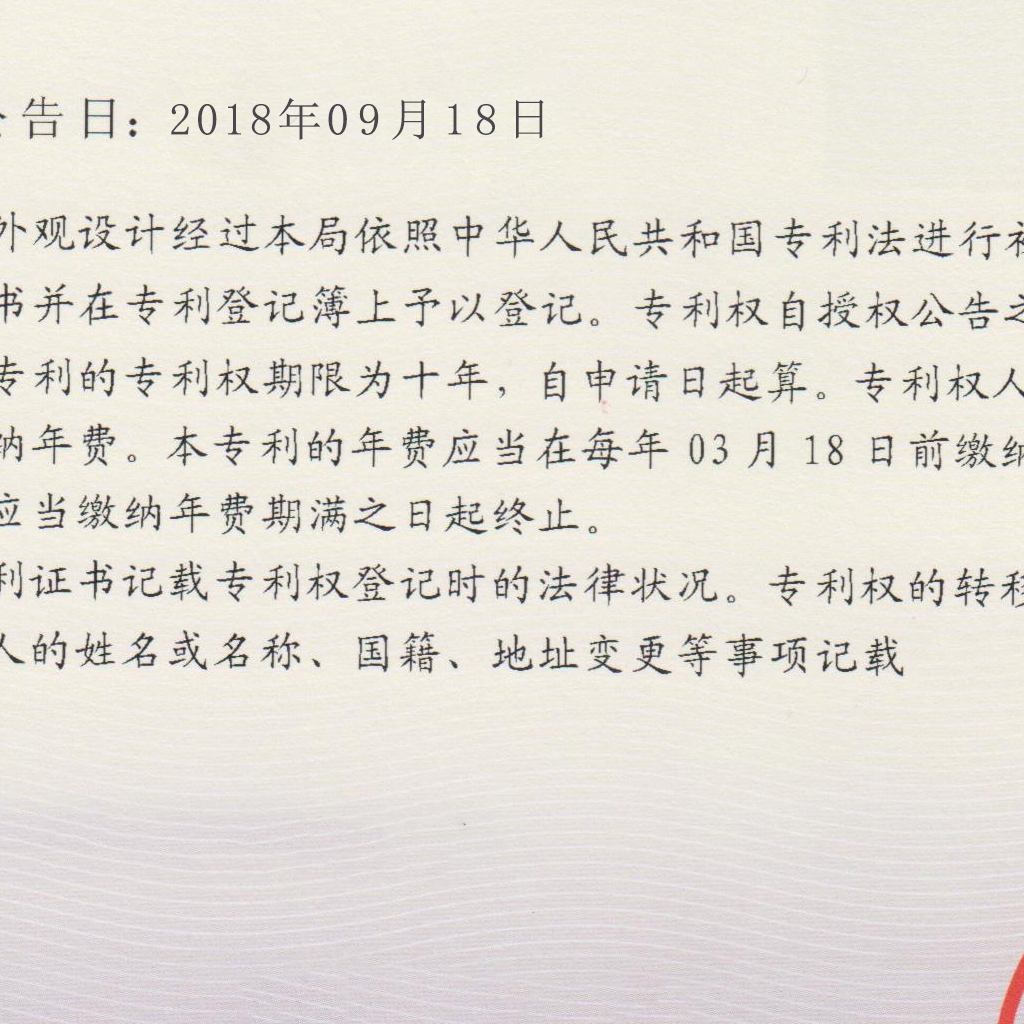 告日：2018年09月18日
外观设计经过本局依照中华人民共和国专利法进行
书并在专利登记簿上予以登记。专利权自授权公告之
专利的专利权期限为十年，自申请日起算。专利权人
纳年费。本专利的年费应当在每年 03 月 18 日前缴纳
应当缴纳年费期满之日起终止。
利证书记载专利权登记时的法律状况。专利权的转移
人的姓名或名称、国籍、地址变更等事项记载